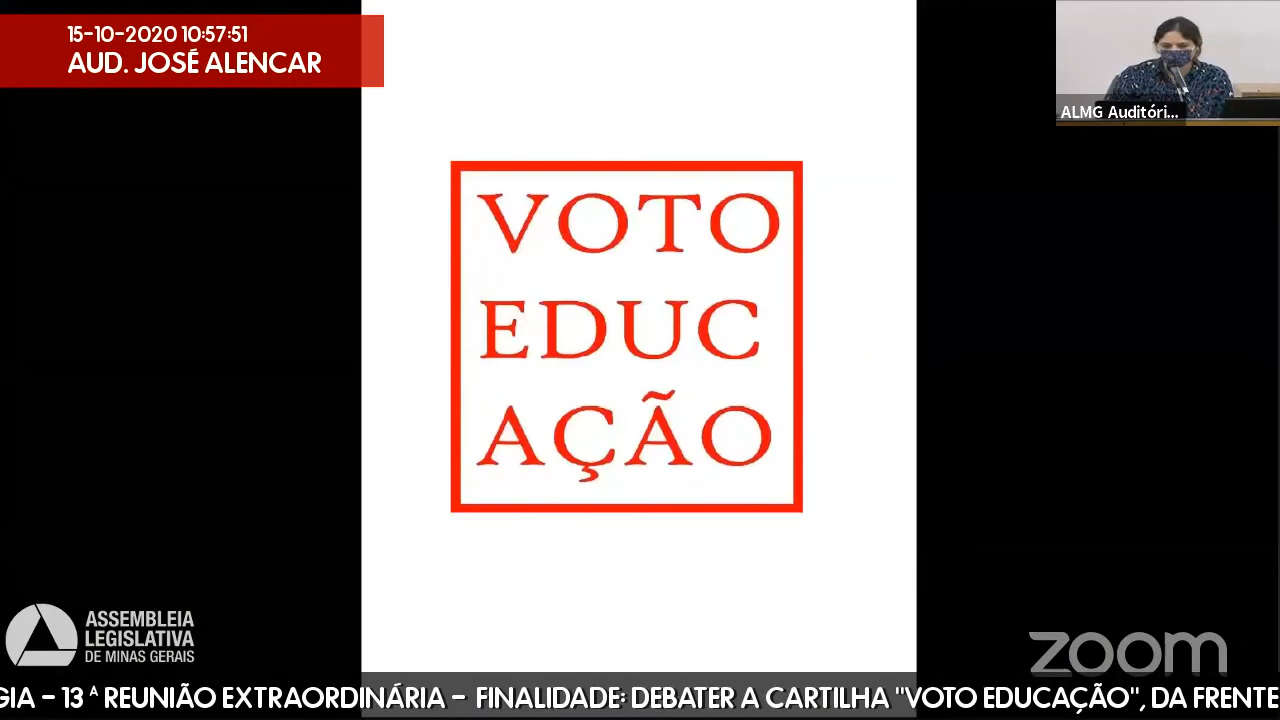 15-10-2020 10:57:51
AUD. JOSÉ ALENCAR
ALMG Auditóri...
VOTO
EDUC
AÇÃO
ASSEMBLEIA
LEGISLATIVA
DE MINAS GERAIS
zoom
GIA - 13 ª REUNIÃO EXTRAORDINÁRIA - FINALIDADE: DEBATER A CARTILHA "VOTO EDUCAÇÃO", DA FRENTE